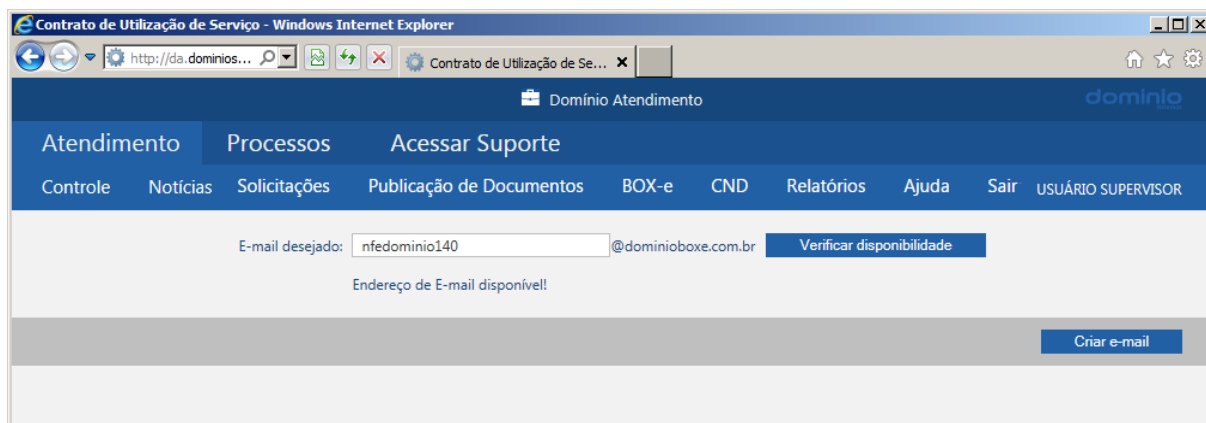 Contrato de Utilização de Serviço - Windows Internet Explorer
http://da.dominios... Contrato de Utilização de Se...
Domínio Atendimento domínio
Atendimento Processos Acessar Suporte
Controle Notícias Solicitações Publicação de Documentos BOX-e CND Relatórios Ajuda Sair USUÁRIO SUPERVISOR
E-mail desejado: nfedominio140 @dominioboxe.com.br Verificar disponibilidade
Endereço de E-mail disponível!
Criar e-mail